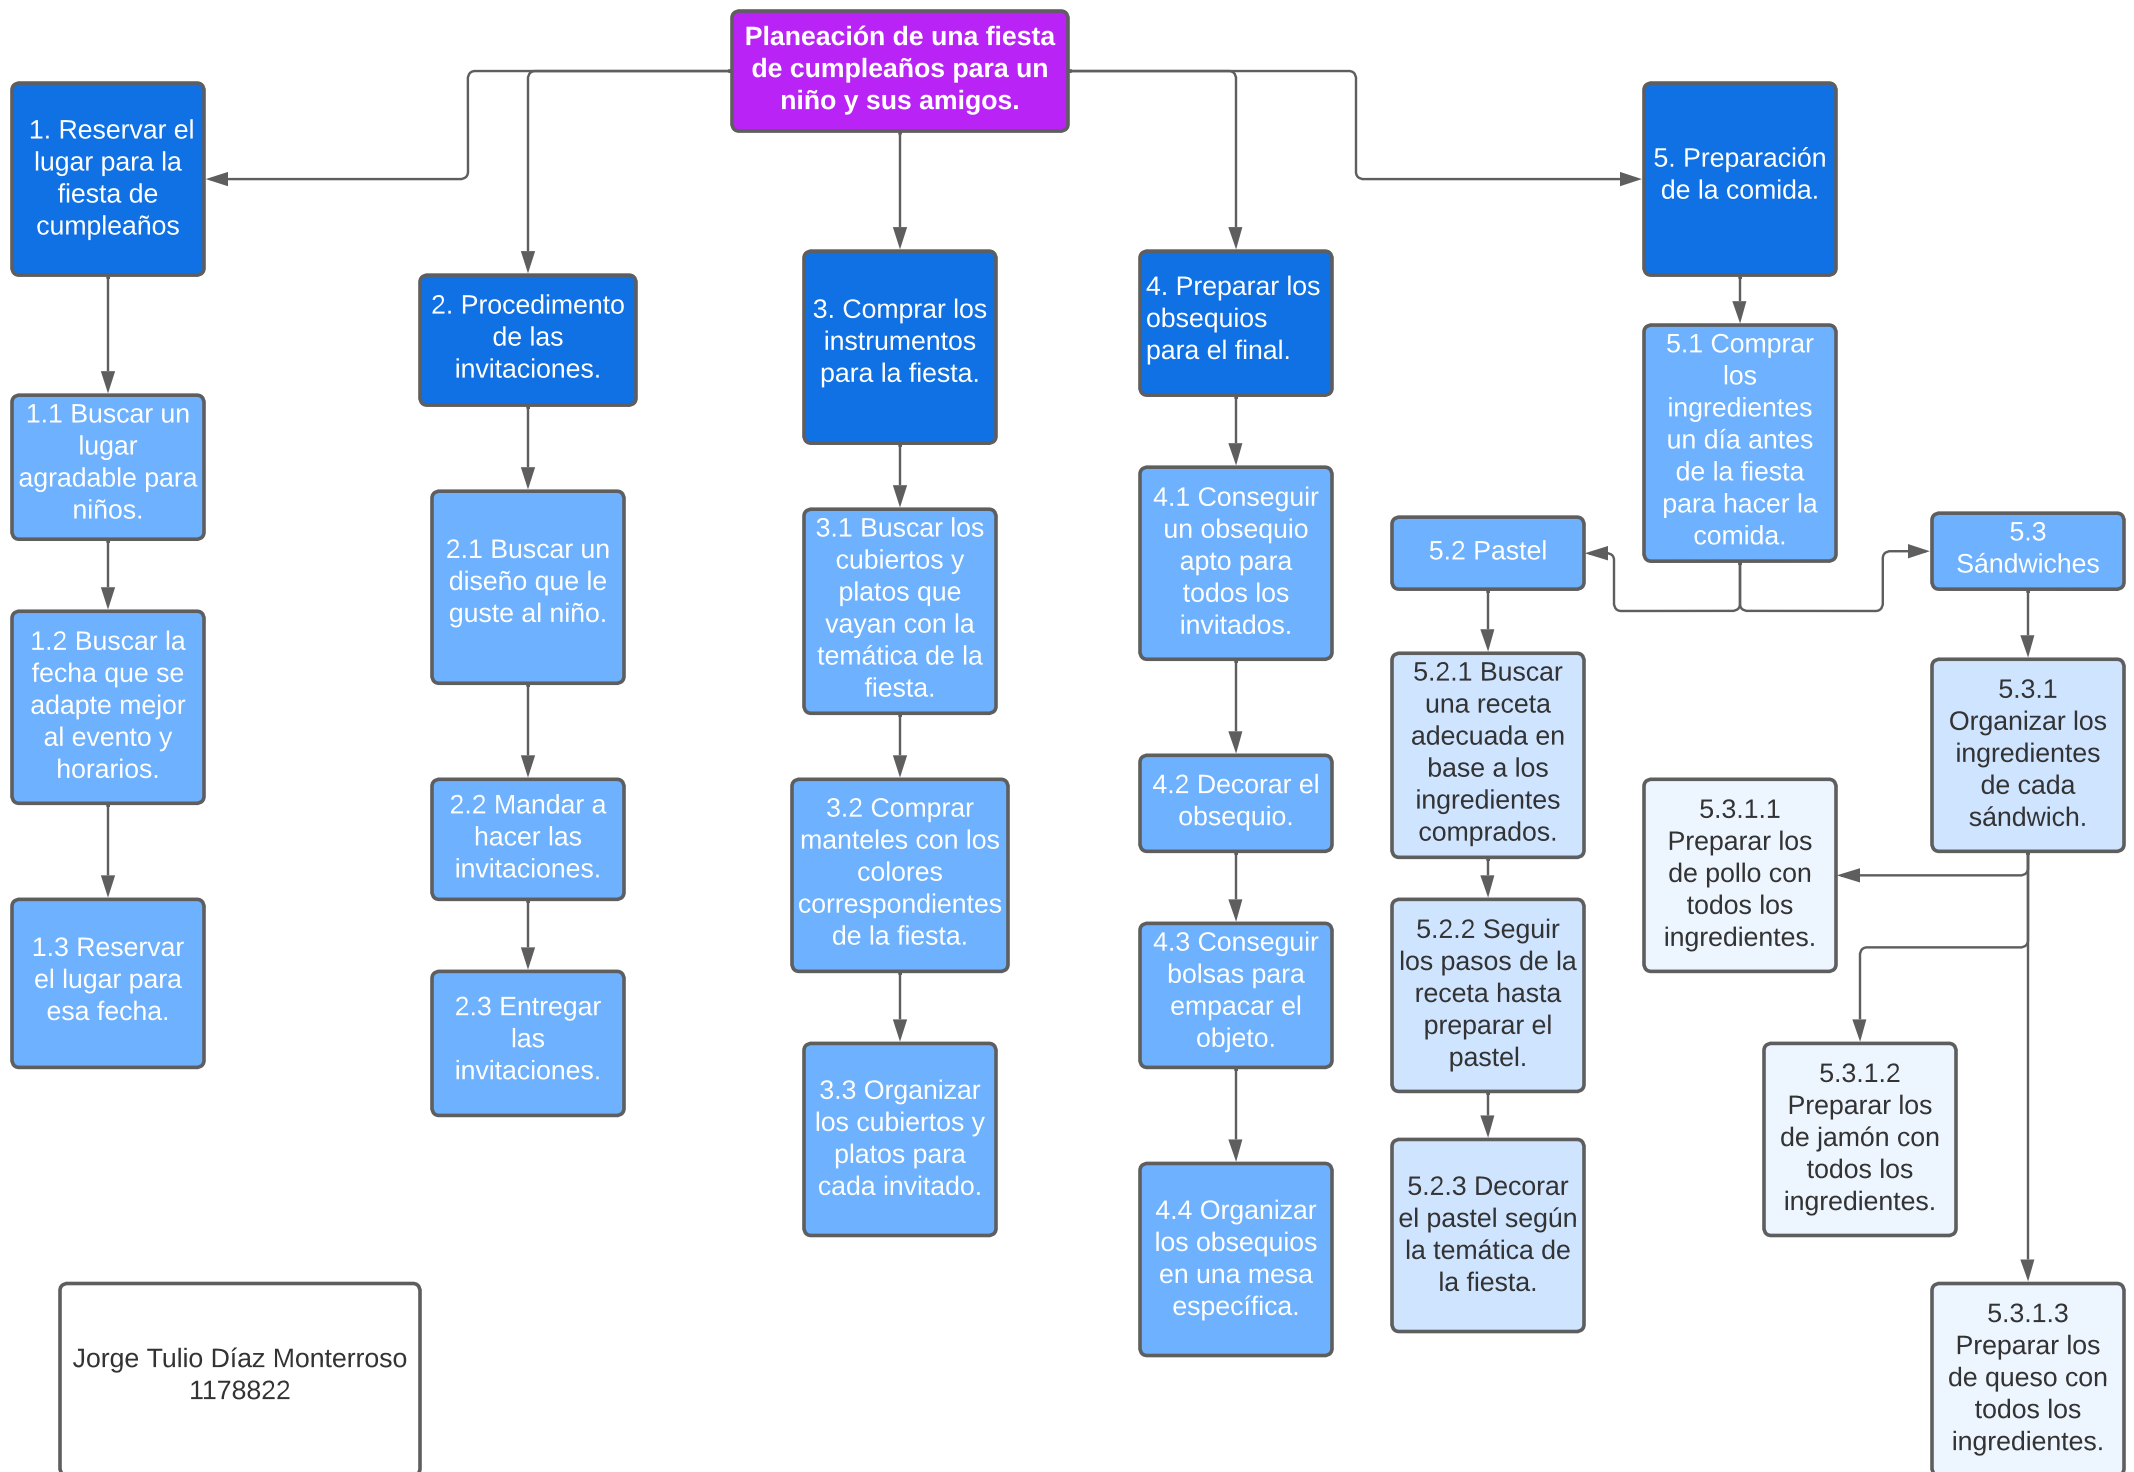 Planeación de una fiesta
de cumpleaños para un
niño y sus amigos.
1. Reservar el
lugar para la
fiesta de
cumpleaños
1.1 Buscar un
lugar
agradable para
niños.
1.2 Buscar la
fecha que se
adapte mejor
al evento y
horarios.
1.3 Reservar
el lugar para
esa fecha.
2. Procedimento
de las
invitaciones.
2.1 Buscar un
diseño que le
guste al niño.
2.2 Mandar a
hacer las
invitaciones.
2.3 Entregar
las
invitaciones.
3. Comprar los
instrumentos
para la fiesta.
3.1 Buscar los
cubiertos y
platos que
vayan con la
temática de la
fiesta.
3.2 Comprar
manteles con los
colores
correspondientes
de la fiesta.
3.3 Organizar
los cubiertos y
platos para
cada invitado.
4. Preparar los
obsequios
para el final.
4.1 Conseguir
un obsequio
apto para
todos los
invitados.
4.2 Decorar el
obsequio.
4.3 Conseguir
bolsas para
empacar el
objeto.
4.4 Organizar
los obsequios
en una mesa
específica.
5. Preparación
de la comida.
5.1 Comprar
los
ingredientes
un día antes
de la fiesta
para hacer la
comida.
5.2 Pastel
5.2.1 Buscar
una receta
adecuada en
base a los
ingredientes
comprados.
5.2.2 Seguir
los pasos de la
receta hasta
preparar el
pastel.
5.2.3 Decorar
el pastel según
la temática de
la fiesta.
5.3
Sándwiches
5.3.1
Organizar los
ingredientes
de cada
sándwich.
5.3.1.1
Preparar los
de pollo con
todos los
ingredientes.
5.3.1.2
Preparar los
de jamón con
todos los
ingredientes.
5.3.1.3
Preparar los
de queso con
todos los
ingredientes.
Jorge Tulio Díaz Monterroso
1178822